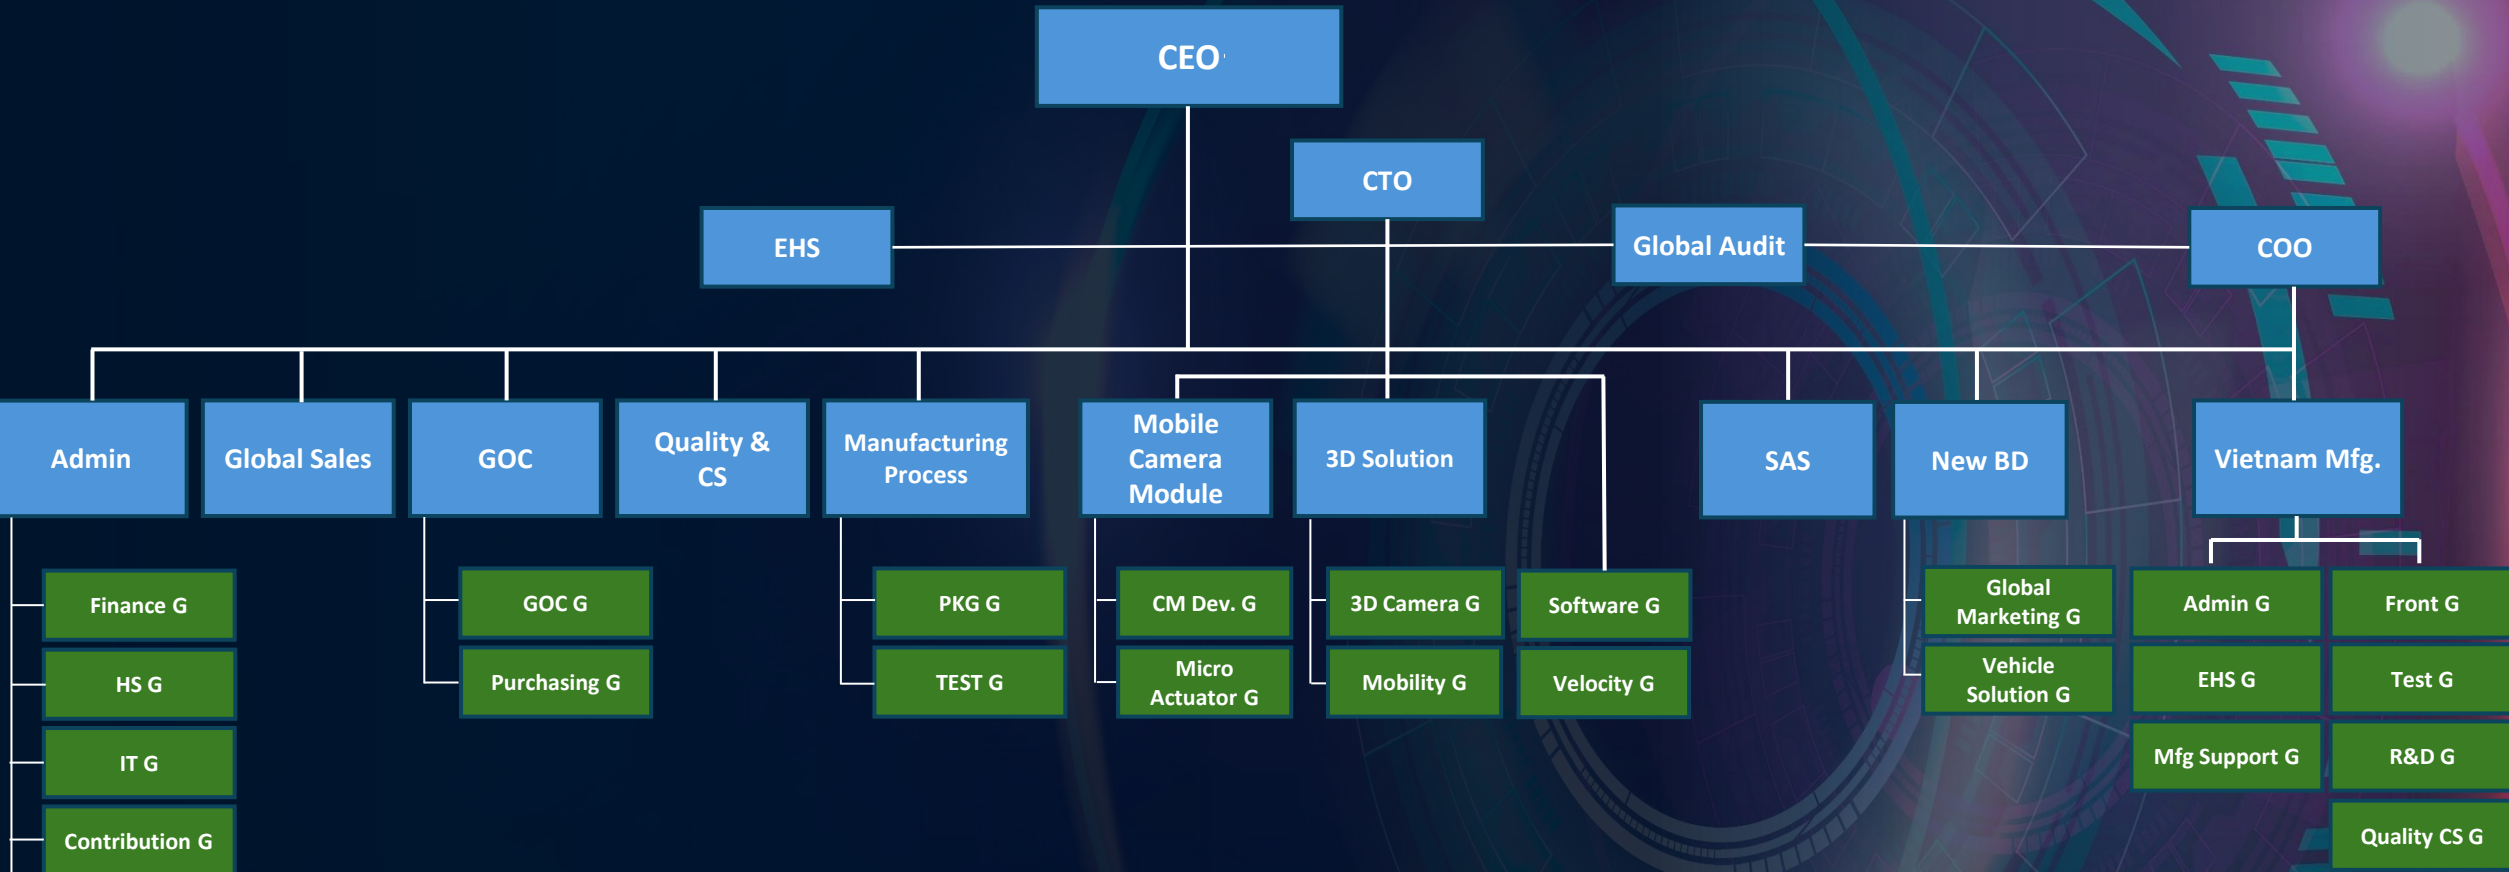 CEO
CTO
EHS
Global Audit
COO
Admin
Global Sales
GOC
Quality &
CS
Manufacturing
Process
Mobile
Camera
Module
3D Solution
SAS
New BD
Vietnam Mfg.
Finance G
HS G
IT G
Contribution G
GOC G
Purchasing G
PKG G
TEST G
CM Dev. G
Micro
Actuator G
3D Camera G
Mobility G
Software G
Velocity G
Global
Marketing G
Vehicle
Solution G
Admin G
EHS G
Mfg Support G
Front G
Test G
R&D G
Quality CS G